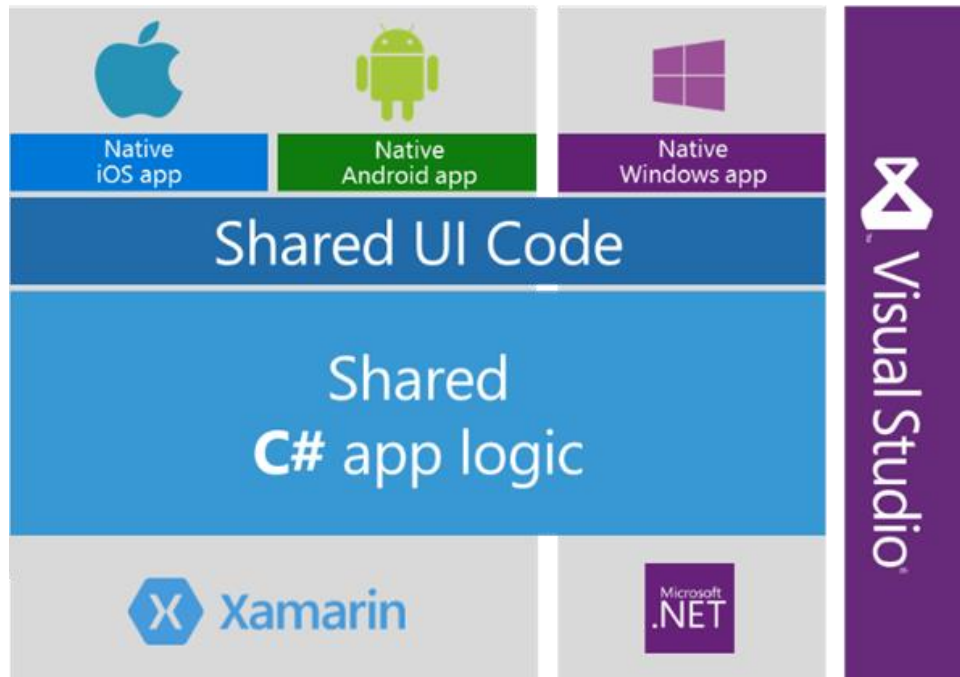 Native
iOS app
Native
Android app
Native
Windows app
Shared UI Code
Shared
C# app logic
Xamarin
Microsoft
.NET
Visual Studio